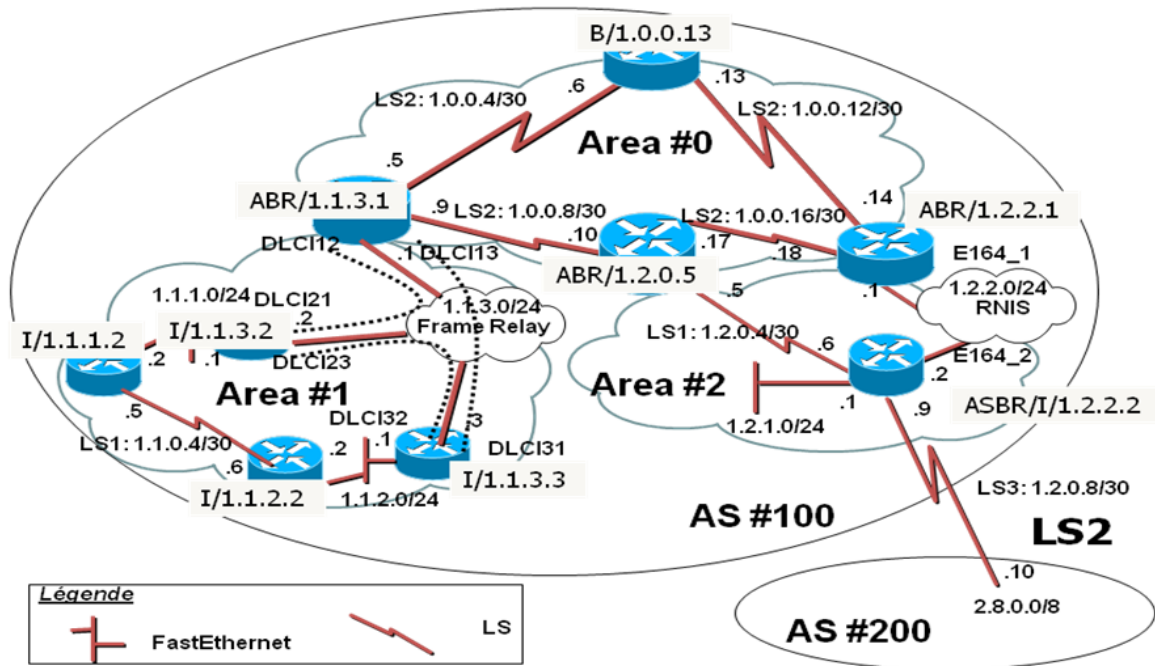 B/1.0.0.13
.6
.13
LS2: 1.0.0.4/30
LS2: 1.0.0.12/30
Area #0
.5
.14
ABR/1.1.3.1
.9
LS2: 1.0.0.8/30
LS2: 1.0.0.16/30
ABR/1.2.2.1
.10
.17
.18
DLCI12
.1
DLCI13
ABR/1.2.0.5
E164_1
.1
1.2.2.0/24
RNIS
1.1.1.0/24
DLCI21
.2
1.1.3.0/24
Frame Relay
.5
I/1.1.1.2
I/1.1.3.2
LS1: 1.2.0.4/30
.6
E164_2
.2
.1
DLCI23
Area #1
Area #2
.2
.1
.9
ASBR/I/1.2.2.2
.5
DLCI32
.3
1.2.1.0/24
LS1: 1.1.0.4/30
.2
.1
DLCI31
.6
I/1.1.3.3
I/1.1.2.2
1.1.2.0/24
LS3: 1.2.0.8/30
AS #100
LS2
.10
2.8.0.0/8
AS #200
Légende
FastEthernet
LS